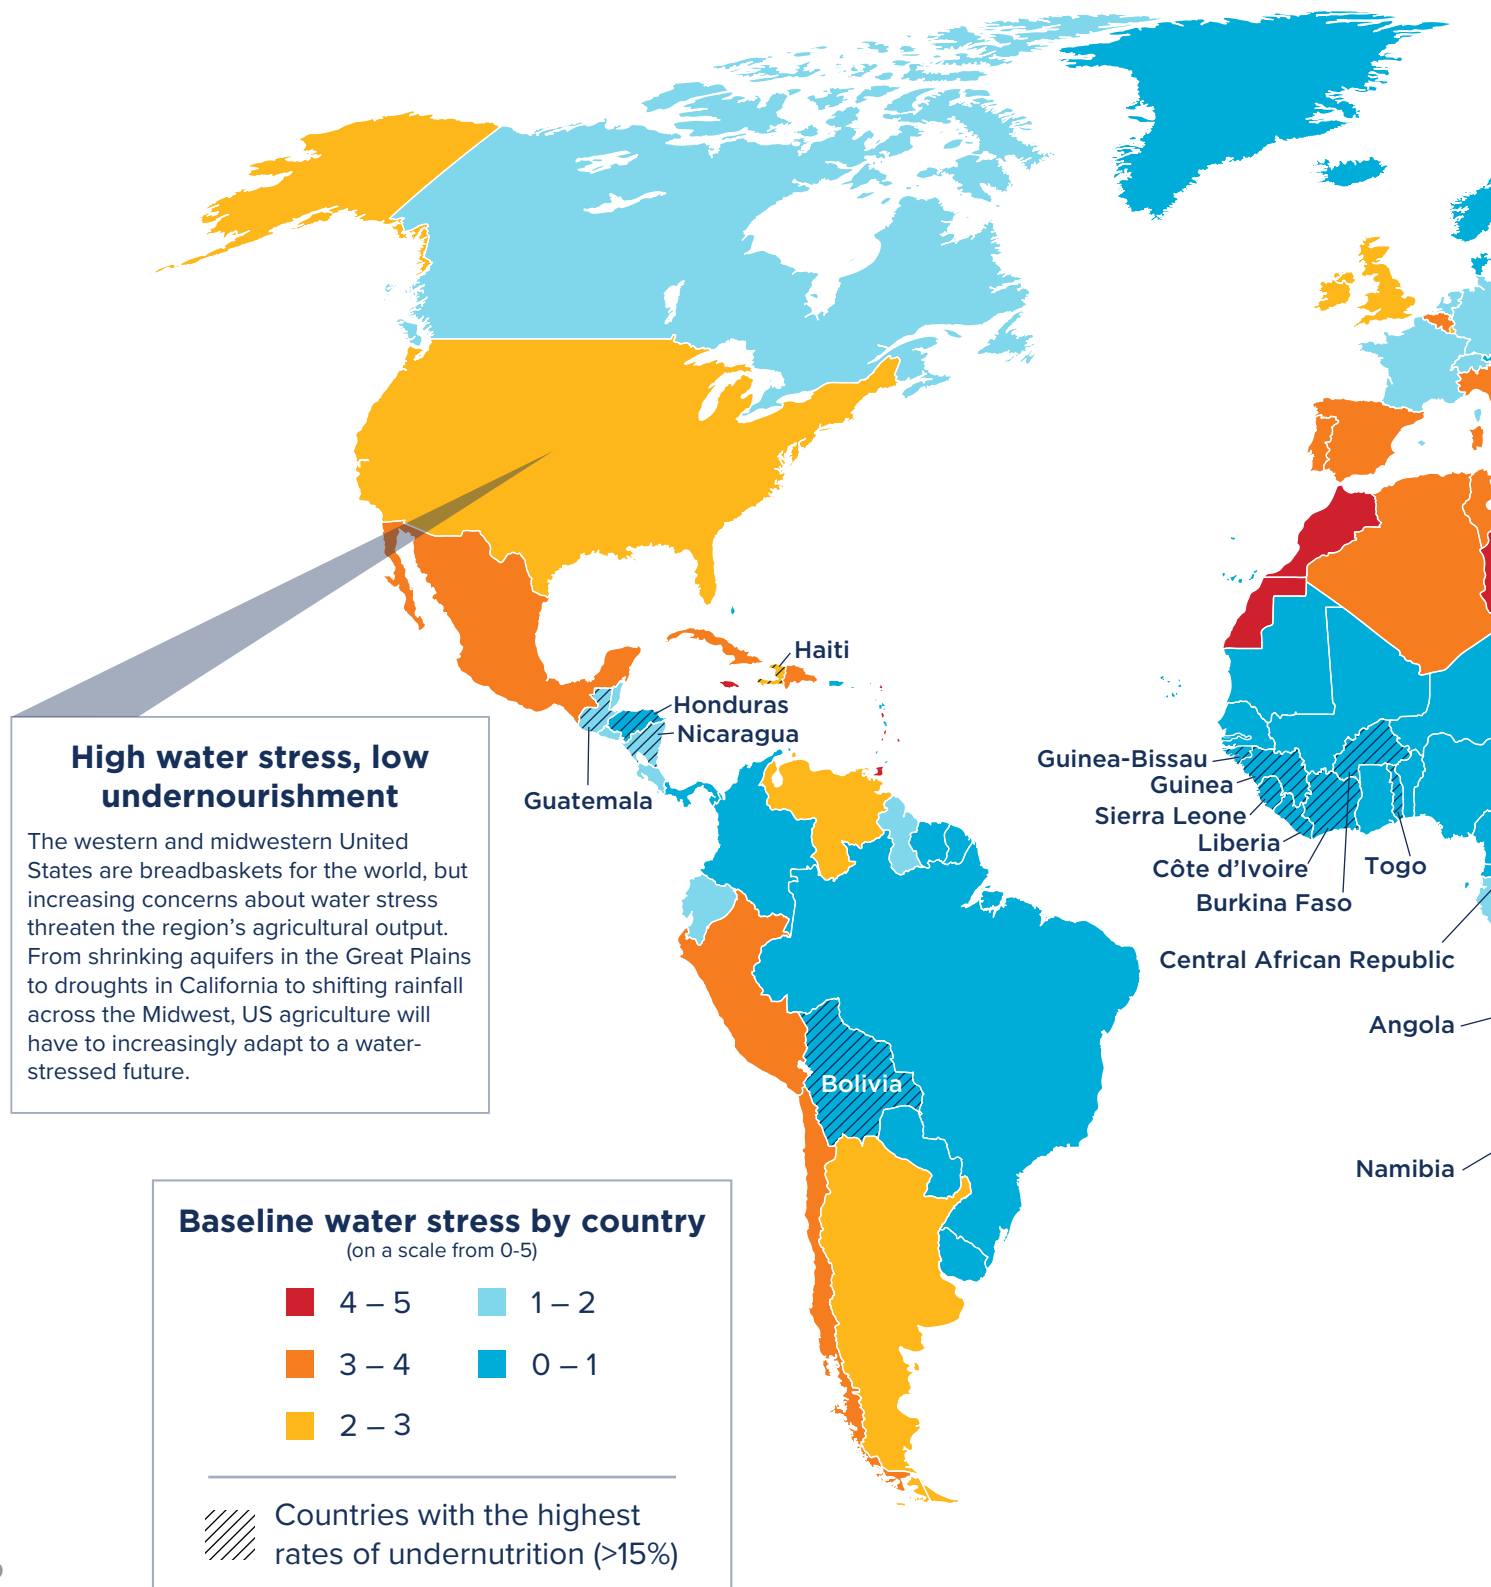 Haiti
Honduras
Nicaragua
Guatemala
High water stress, low
undernourishment
The western and midwestern United
States are breadbaskets for the world, but
increasing concerns about water stress
threaten the region’s agricultural output.
From shrinking aquifers in the Great Plains
to droughts in California to shifting rainfall
across the Midwest, US agriculture will
have to increasingly adapt to a water-
stressed future.
Guinea-Bissau
Guinea
Sierra Leone
Liberia
Côte d’Ivoire
Togo
Burkina Faso
Central African Republic
Angola
Bolivia
Namibia
Baseline water stress by country
(on a scale from 0-5)
4 – 5
1 – 2
3 – 4
0 – 1
2 – 3
Countries with the highest
rates of undernutrition (>15%)